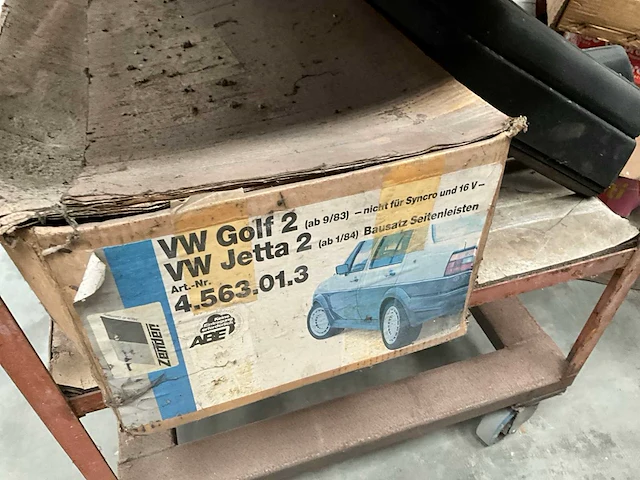 VW Golf 2 (ab 9/83) – nicht für Syncro und 16 V –
VW Jetta 2 (ab 1/84) Bausatz Seitenleisten
Art.-Nr.
4.563.01.3
ABE
Zender